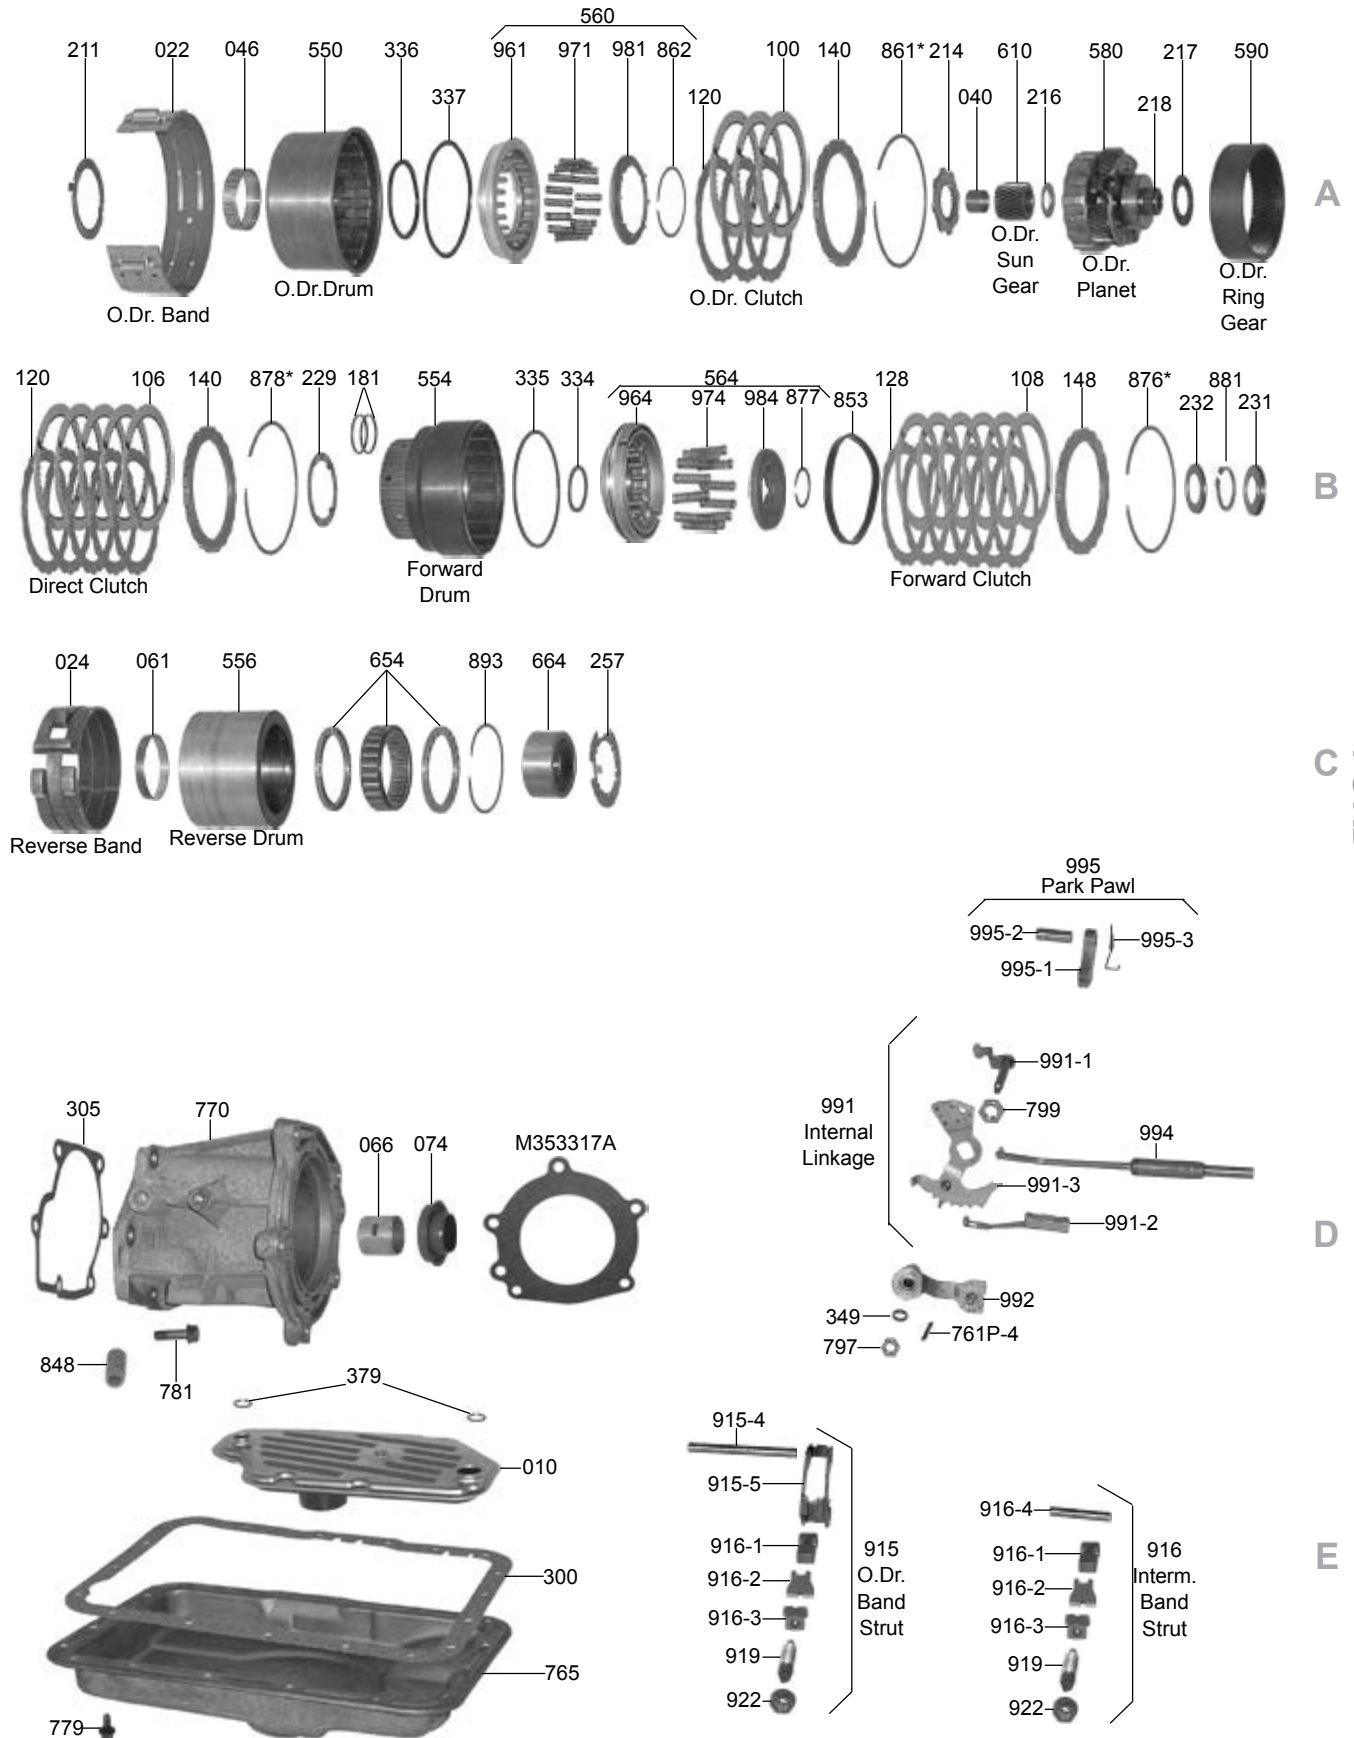 560
211 022 046 550 336 961 971 981 862 100 140 861* 214 610 580 217 590
337 120 040 216 218
A
O.Dr.
Sun
Gear
O.Dr.
Planet
O.Dr.
Ring
Gear
O.Dr. Band
O.Dr.Drum
O.Dr. Clutch
120 106 140 878* 229 181 554 335 334 564 128 108 148 876* 881
964 974 984 877 853 232 231
B
Direct Clutch
Forward
Drum
Forward Clutch
024 061 556 654 893 664 257
C
Reverse Band
Reverse Drum
995
Park Pawl
995-2
995-3
995-1
991
Internal
Linkage
991-1
799
994
991-3
991-2
992
349
761P-4
797
D
305 770 066 074 M353317A
848
781
379
010
300
765
779
915-4
915-5
916-1
916-2
916-3
919
922
915
O.Dr.
Band
Strut
916-4
916-1
916-2
916-3
919
922
916
Interm.
Band
Strut
E